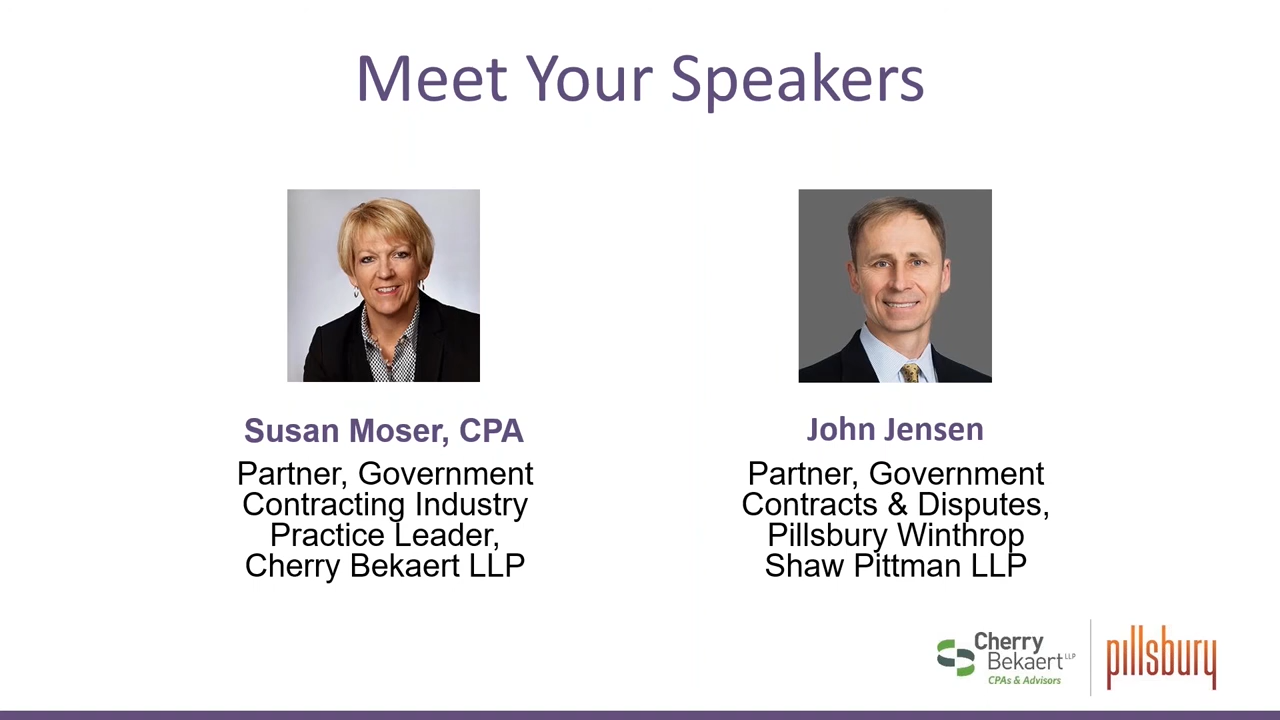 Meet Your Speakers
Susan Moser, CPA
Partner, Government
Contracting Industry
Practice Leader,
Cherry Bekaert LLP
John Jensen
Partner, Government
Contracts & Disputes,
Pillsbury Winthrop
Shaw Pittman LLP
Cherry
Bekaert LLP
CPAs & Advisors
pillsbury